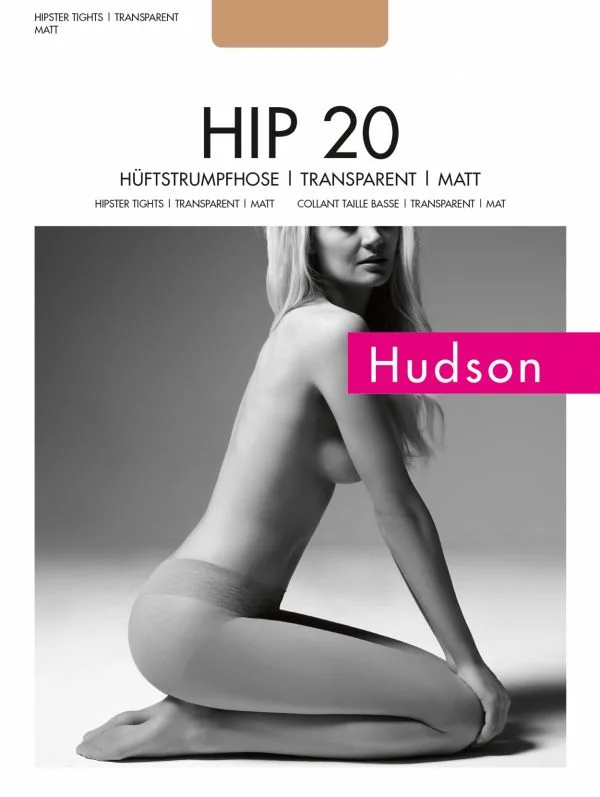 HIPSTER TIGHTS | TRANSPARENT
MATT
HIP 20
HÜFTSTRUMPFHOSE | TRANSPARENT | MATT
HIPSTER TIGHTS | TRANSPARENT | MATT COLLANT TAILLE BASSE | TRANSPARENT | MAT
Hudson